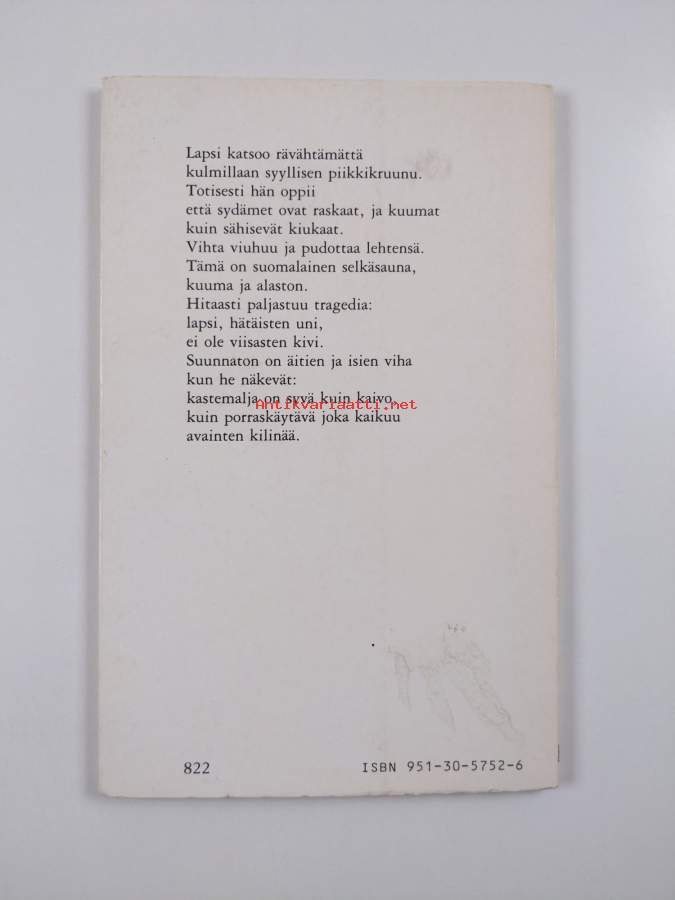 Lapsi katsoo rävähtämättä
kulmillaan syyllisen piikkikruunu.
Totisesti hän oppii
että sydämet ovat raskaat, ja kuumat
kuin sähisevät kiukaat.
Vihta viuhuu ja pudottaa lehtensä.
Tämä on suomalainen selkäsauna,
kuuma ja alaston.
Hitaasti paljastuu tragedia:
lapsi, hätäisten uni,
ei ole viisasten kivi.
Suunnaton on äitien ja isien viha
kun he näkevät:
kastemalja on syvä kuin kaivo,
Antikvariaatti.net
kuin porraskäytävä joka kaikuu
avainten kilinää.
822
ISBN 951-30-5752-6